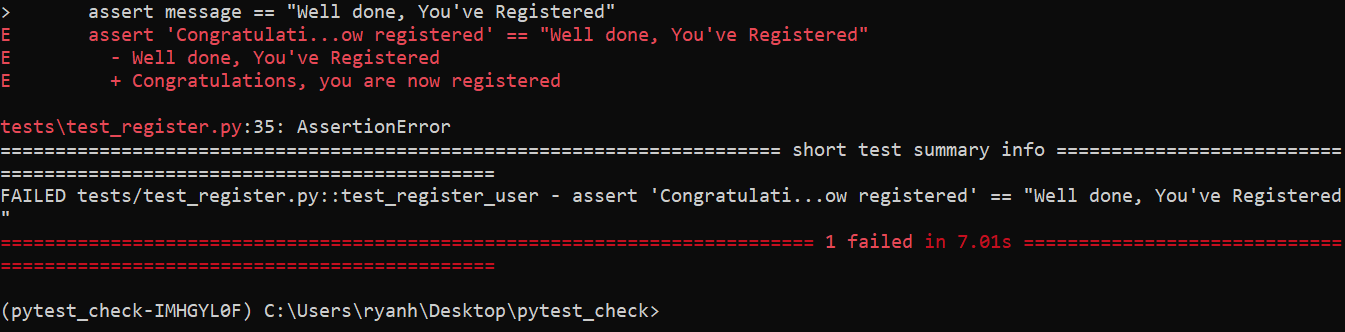 >       assert message == "Well done, You've Registered"
E       assert 'Congratulati...ow registered' == "Well done, You've Registered"
E         - Well done, You've Registered
E         + Congratulations, you are now registered
tests\test_register.py:35: AssertionError
======================================================================= short test summary info ==========================
=============================================
FAILED tests/test_register.py::test_register_user - assert 'Congratulati...ow registered' == "Well done, You've Registered
"
========================================================================== 1 failed in 7.01s =============================
=============================================
(pytest_check-IMHGYL0F) C:\Users\ryanh\Desktop\pytest_check>